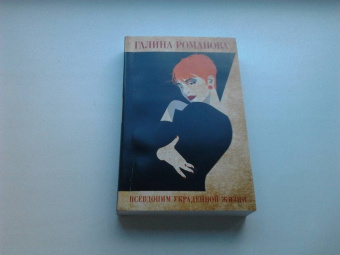 ГАЛИНА РОМАНОВА
ПСЕВДОНИМ УКРАДЕННОЙ ЖИЗНИ